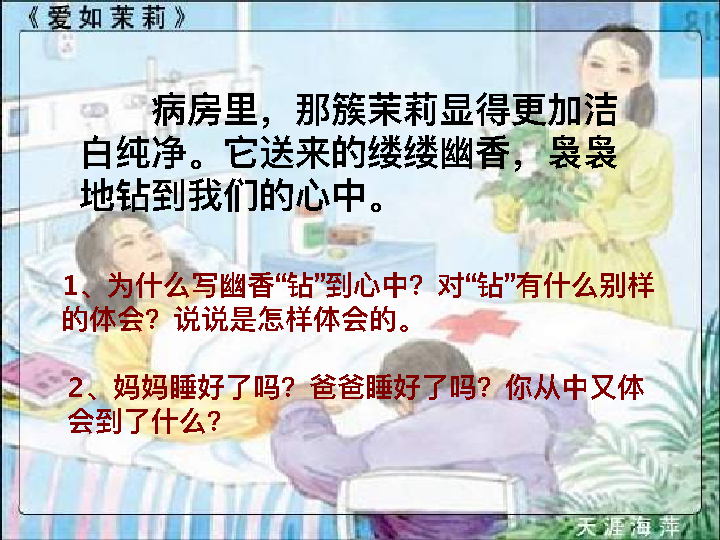 《爱如茉莉》
病房里，那簇茉莉显得更加洁
白纯净。它送来的缕缕幽香，袅袅
地钻到我们的心中。
1、为什么写幽香“钻”到心中？对“钻”有什么别样
的体会？说说是怎样体会的。
2、妈妈睡好了吗？爸爸睡好了吗？你从中又体
会到了什么？
天涯海萍